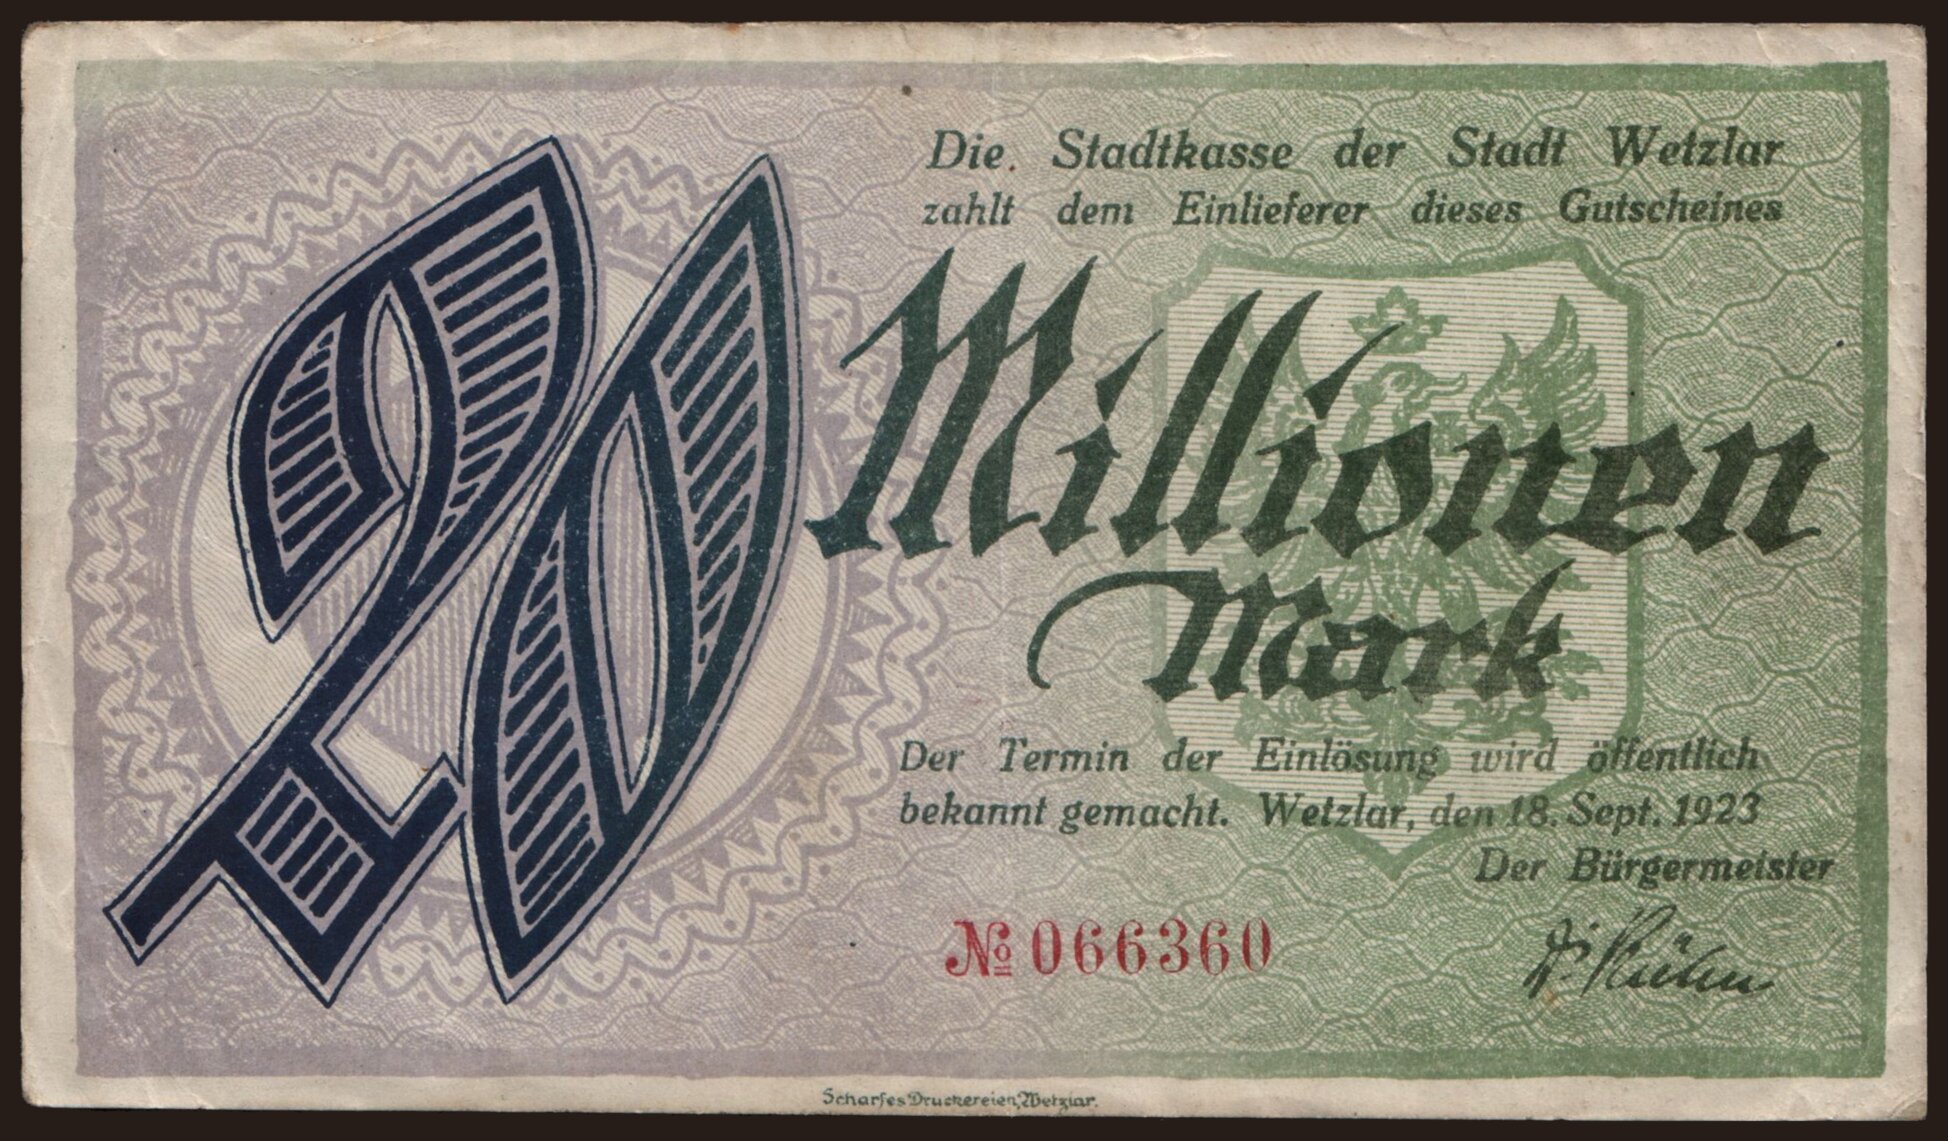 20
Die Stadtkasse der Stadt Wetzlar
zahlt dem Einlieferer dieses Gutscheines
Millionen
Mark
Der Termin der Einlösung wird öffentlich
bekannt gemacht. Wetzlar, den 18. Sept. 1923
Der Bürgermeister
№ 066360
Scharfes Druckereien, Wetzlar.